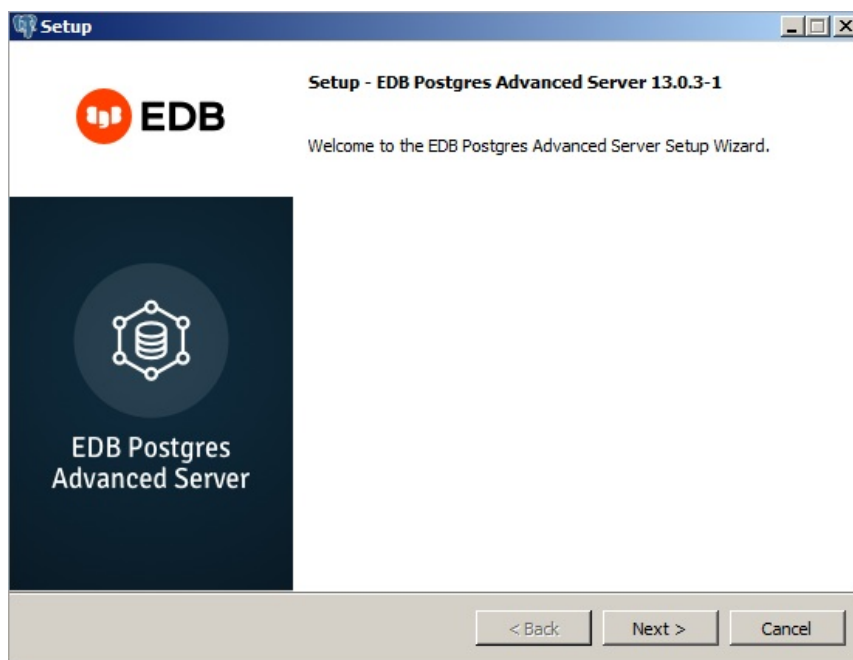 Setup
EDB
Setup - EDB Postgres Advanced Server 13.0.3-1
Welcome to the EDB Postgres Advanced Server Setup Wizard.
EDB Postgres
Advanced Server
< Back
Next >
Cancel